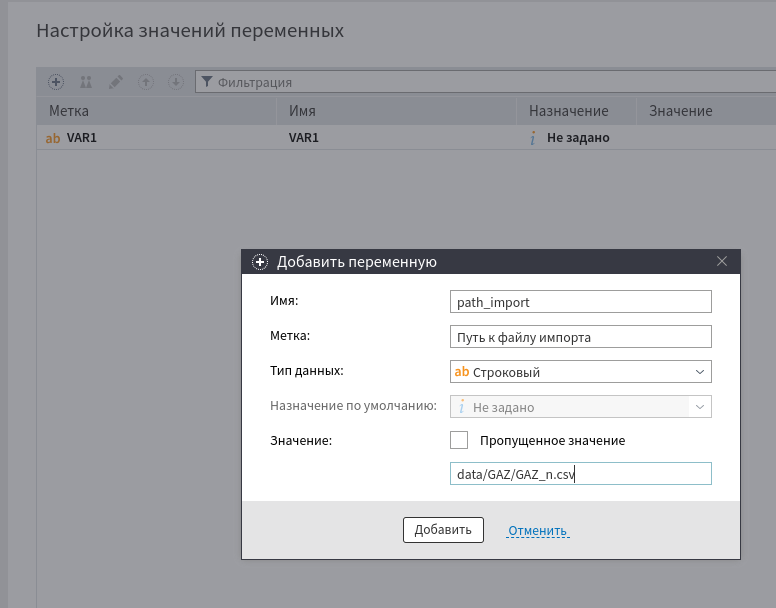 Настройка значений переменных
Фильтрация
Метка Имя Назначение Значение
ab VAR1 VAR1 i Не задано
Добавить переменную
Имя: path_import
Метка: Путь к файлу импорта
Тип данных: ab Строковый
Назначение по умолчанию: i Не задано
Значение: Пропущенное значение
data/GAZ/GAZ_n.csv
Добавить Отменить